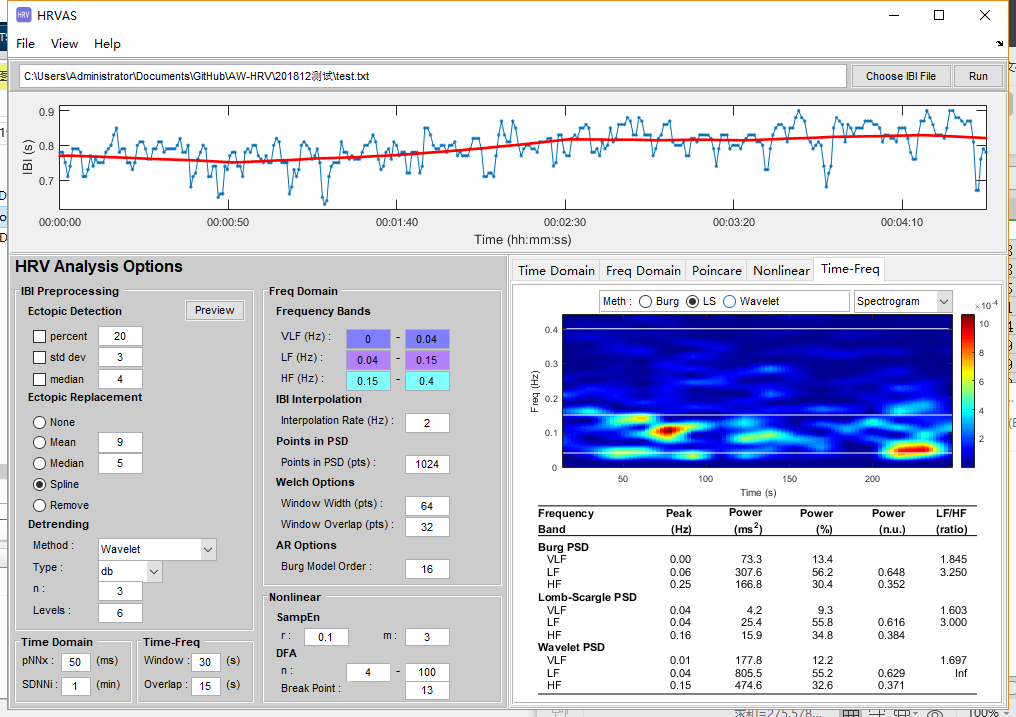 HRV HRVAS
File View Help
C:\Users\Administrator\Documents\GitHub\AW-HRV\201812测试\test.txt Choose IBI File Run
0.9
0.8
0.7
IBI (s)
00:00:00 00:00:50 00:01:40 00:02:30 00:03:20 00:04:10
Time (hh:mm:ss)
HRV Analysis Options
IBI Preprocessing
Ectopic Detection Preview
percent 20
std dev 3
median 4
Ectopic Replacement
None
Mean 9
Median 5
Spline
Remove
Detrending
Method : Wavelet
Type : db
n : 3
Levels : 6
Time Domain
pNNx : 50 (ms)
SDNNi : 1 (min)
Time-Freq
Window : 30 (s)
Overlap : 15 (s)
Freq Domain
Frequency Bands
VLF (Hz) : 0 - 0.04
LF (Hz) : 0.04 - 0.15
HF (Hz) : 0.15 - 0.4
IBI Interpolation
Interpolation Rate (Hz) : 2
Points in PSD
Points in PSD (pts) : 1024
Welch Options
Window Width (pts) : 64
Window Overlap (pts) : 32
AR Options
Burg Model Order : 16
Nonlinear
SampEn
r : 0.1 m : 3
DFA
n : 4 - 100
Break Point : 13
Time Domain Freq Domain Poincare Nonlinear Time-Freq
Meth : Burg LS Wavelet Spectrogram
×10-4
0.4
0.3
0.2
0.1
0
Freq (Hz)
50 100 150 200
Time (s)
10
8
6
4
2
Frequency Peak Power Power Power LF/HF
Band (Hz) (ms2) (%) (n.u.) (ratio)
Burg PSD
VLF 0.00 73.3 13.4 1.845
LF 0.06 307.6 56.2 0.648 3.250
HF 0.25 166.8 30.4 0.352
Lomb-Scargle PSD
VLF 0.04 4.2 9.3 1.603
LF 0.04 25.4 55.8 0.616 3.000
HF 0.16 15.9 34.8 0.384
Wavelet PSD
VLF 0.01 177.8 12.2 1.697
LF 0.04 805.5 55.2 0.629 Inf
HF 0.15 474.6 32.6 0.371
100%